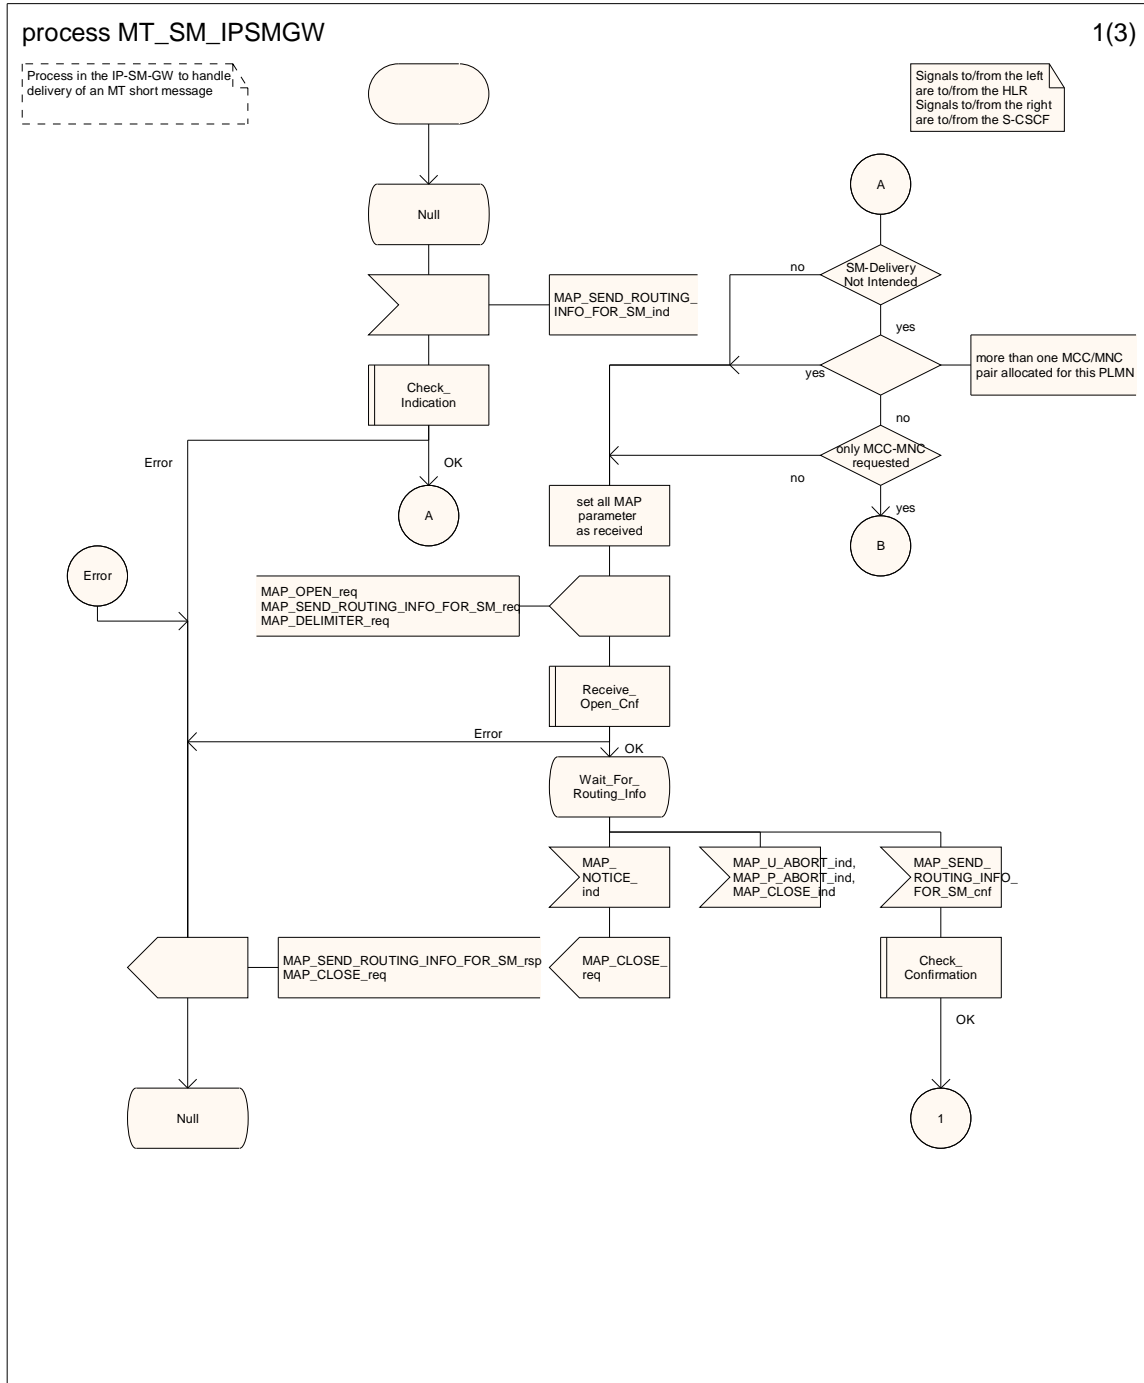 process MT_SM_IPSMGW
1(3)
Process in the IP-SM-GW to handle
delivery of an MT short message
Signals to/from the left
are to/from the HLR
Signals to/from the right
are to/from the S-CSCF
Null
MAP_SEND_ROUTING_
INFO_FOR_SM_ind
Check_
Indication
Error
OK
A
A
SM-Delivery
Not Intended
no
yes
more than one MCC/MNC
pair allocated for this PLMN
yes
no
only MCC-MNC
requested
no
yes
B
set all MAP
parameter
as received
Error
MAP_OPEN_req
MAP_SEND_ROUTING_INFO_FOR_SM_req
MAP_DELIMITER_req
Receive_
Open_Cnf
Error
OK
Wait_For_
Routing_Info
MAP_
NOTICE_
ind
MAP_U_ABORT_ind,
MAP_P_ABORT_ind,
MAP_CLOSE_ind
MAP_SEND_
ROUTING_INFO_
FOR_SM_cnf
MAP_SEND_ROUTING_INFO_FOR_SM_rsp
MAP_CLOSE_req
MAP_CLOSE_
req
Check_
Confirmation
OK
Null
1